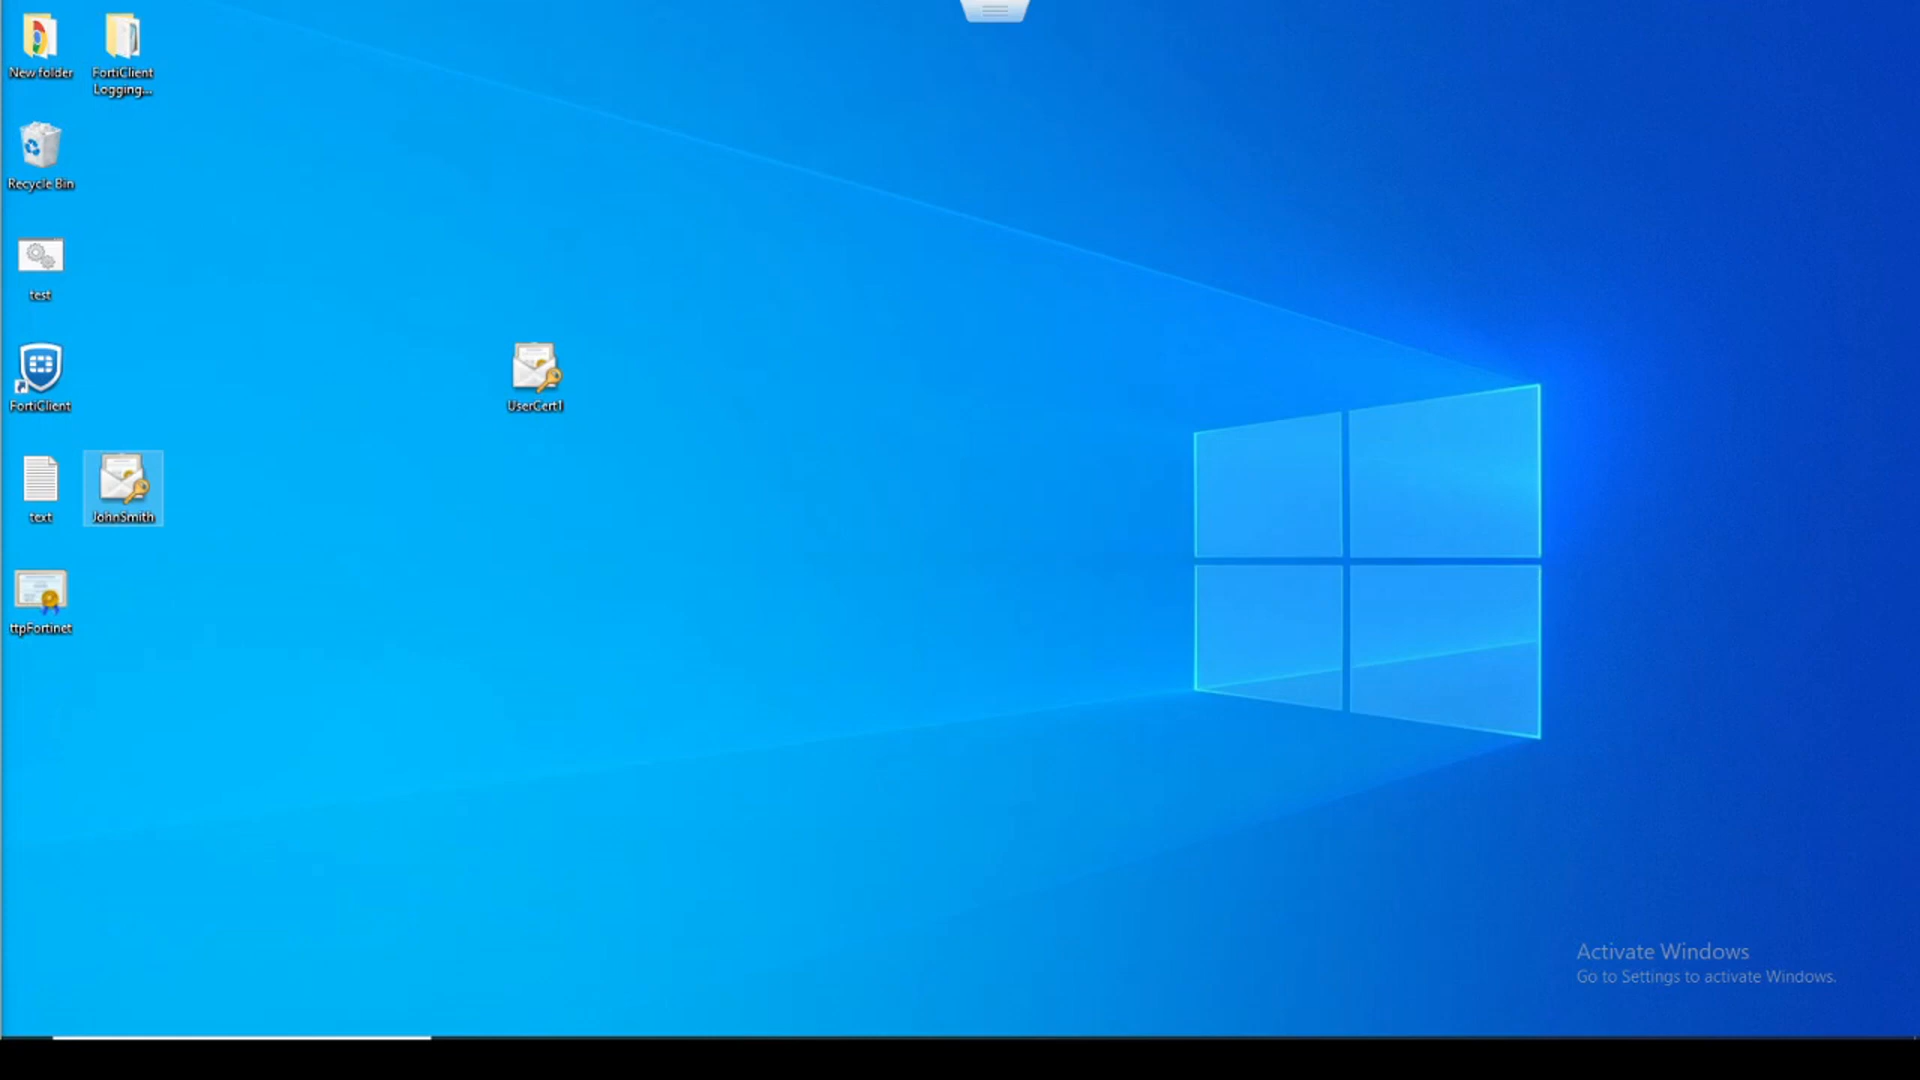 New folder
FortiClient
Logging...
Recycle Bin
test
FortiClient
UserCert1
text
JohnSmith
ttpFortinet
Activate Windows
Go to Settings to activate Windows.